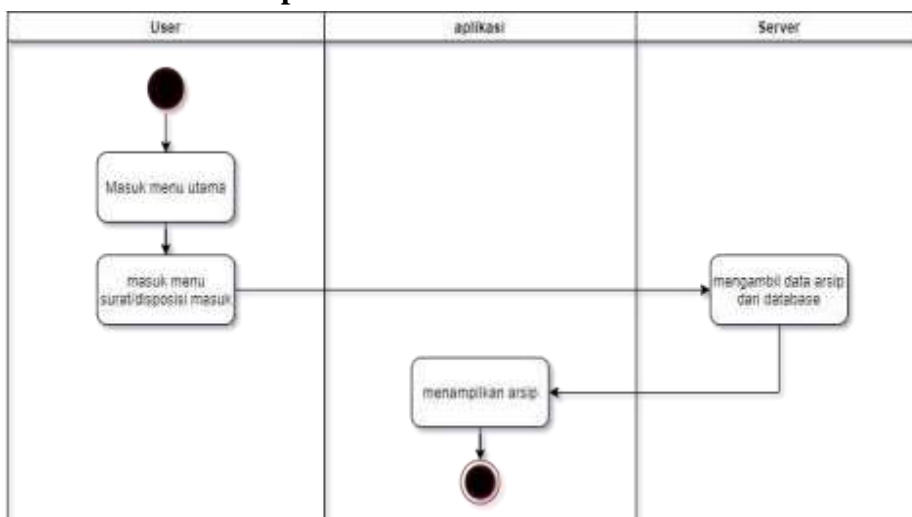 User
aplikasi
Server
Masuk menu utama
masuk menu
surat/disposisi masuk
mengambil data arsip
dari database
menampilkan arsip